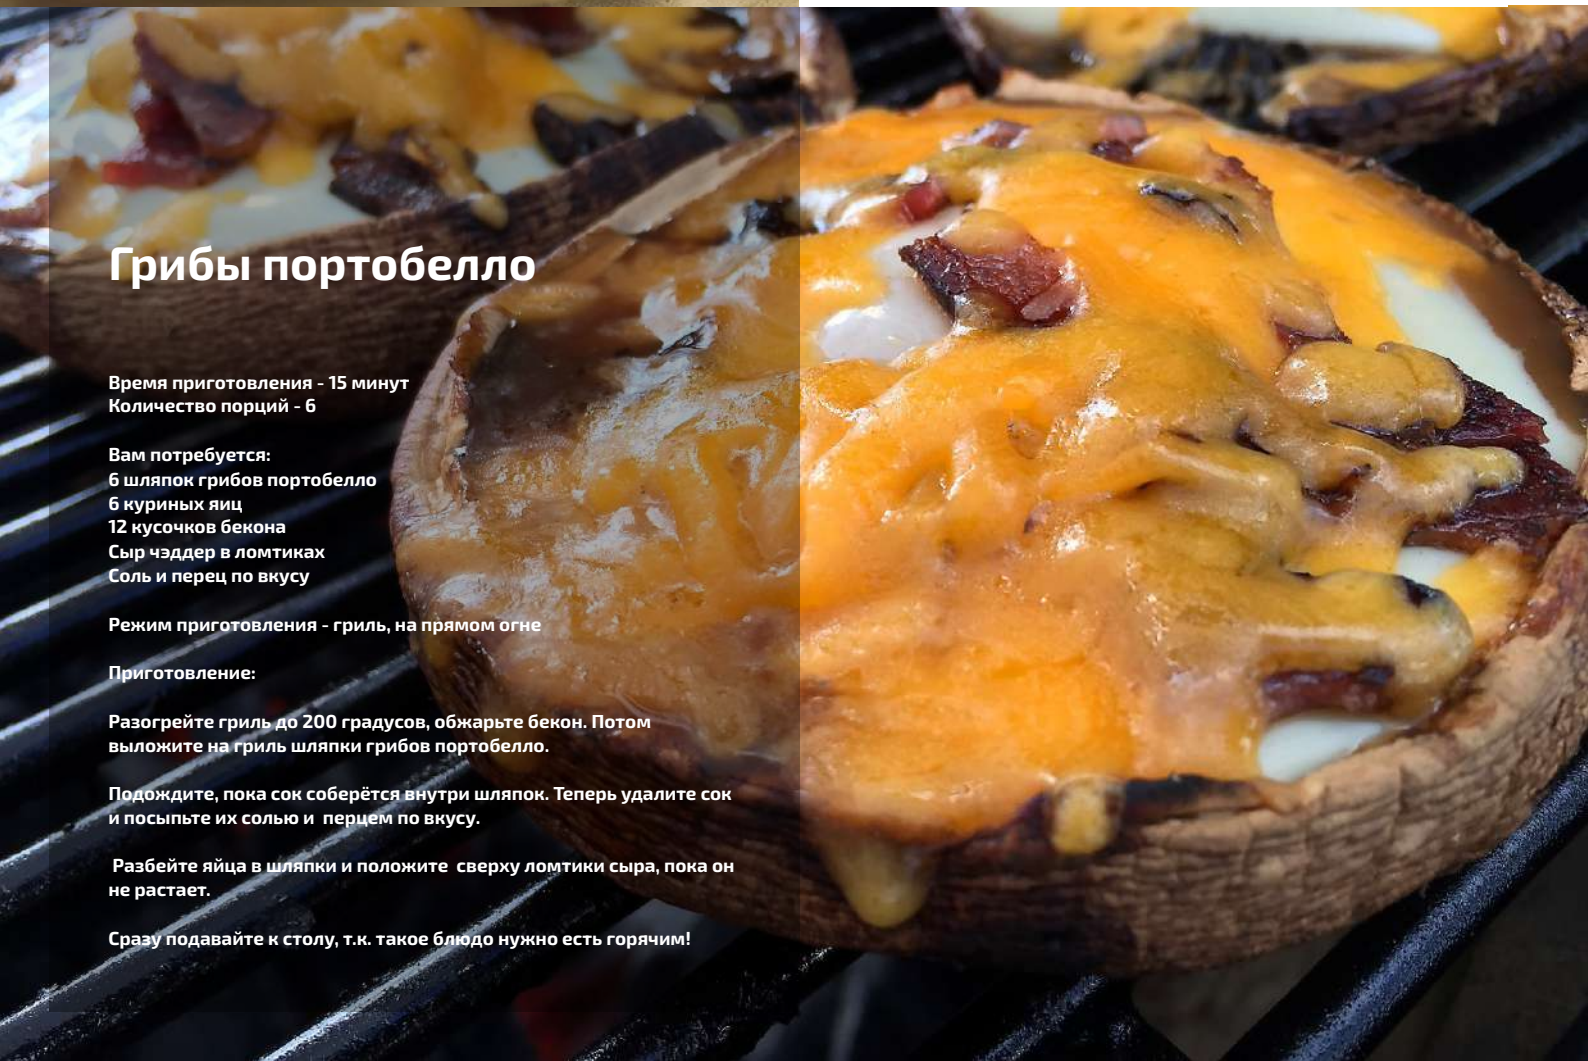 Грибы портобелло
Время приготовления - 15 минут
Количество порций - 6
Вам потребуется:
6 шляпок грибов портобелло
6 куриных яиц
12 кусочков бекона
Сыр чэддер в ломтиках
Соль и перец по вкусу
Режим приготовления - гриль, на прямом огне
Приготовление:
Разогрейте гриль до 200 градусов, обжарьте бекон. Потом
выложите на гриль шляпки грибов портобелло.
Подождите, пока сок соберётся внутри шляпок. Теперь удалите сок
и посыпьте их солью и  перцем по вкусу.
Разбейте яйца в шляпки и положите  сверху ломтики сыра, пока он
не растает.
Сразу подавайте к столу, т.к. такое блюдо нужно есть горячим!